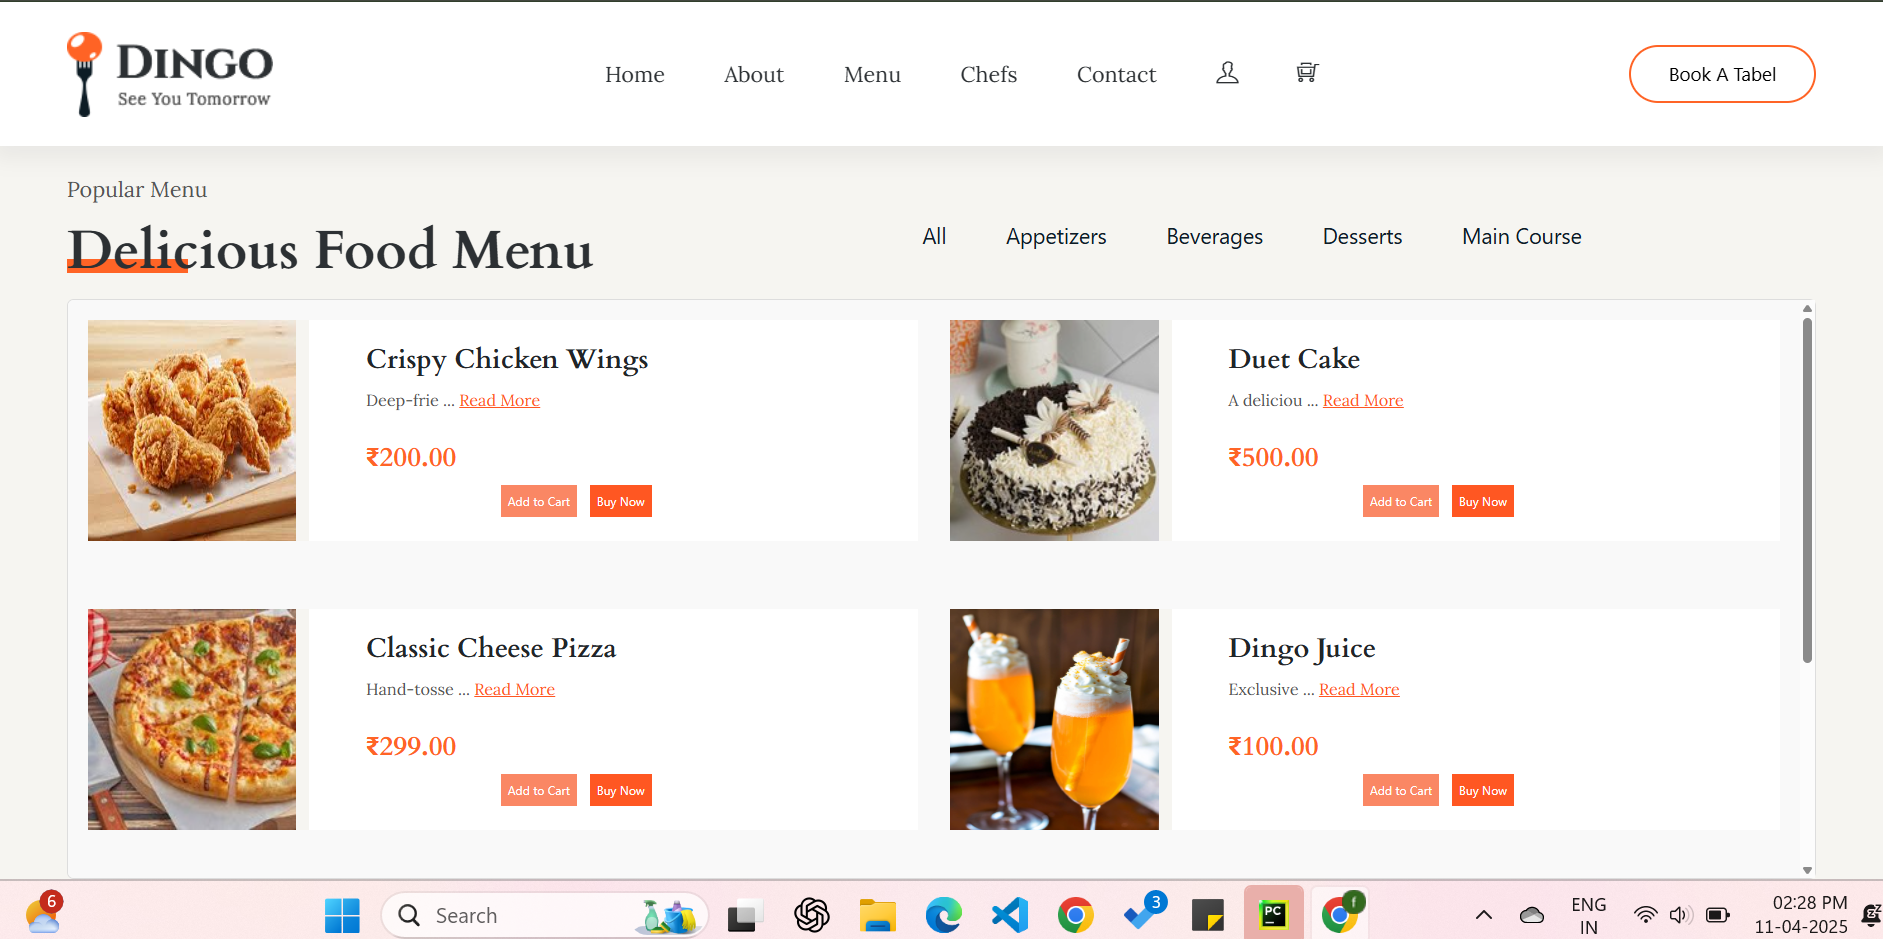 DINGO
See You Tomorrow
Home About Menu Chefs Contact
Book A Tabel
Popular Menu
Delicious Food Menu
All Appetizers Beverages Desserts Main Course
Crispy Chicken Wings
Deep-frie ... Read More
₹200.00
Add to Cart Buy Now
Duet Cake
A deliciou ... Read More
₹500.00
Add to Cart Buy Now
Classic Cheese Pizza
Hand-tosse ... Read More
₹299.00
Add to Cart Buy Now
Dingo Juice
Exclusive ... Read More
₹100.00
Add to Cart Buy Now
6
Search
3
PC
f
ENG
IN
02:28 PM
11-04-2025